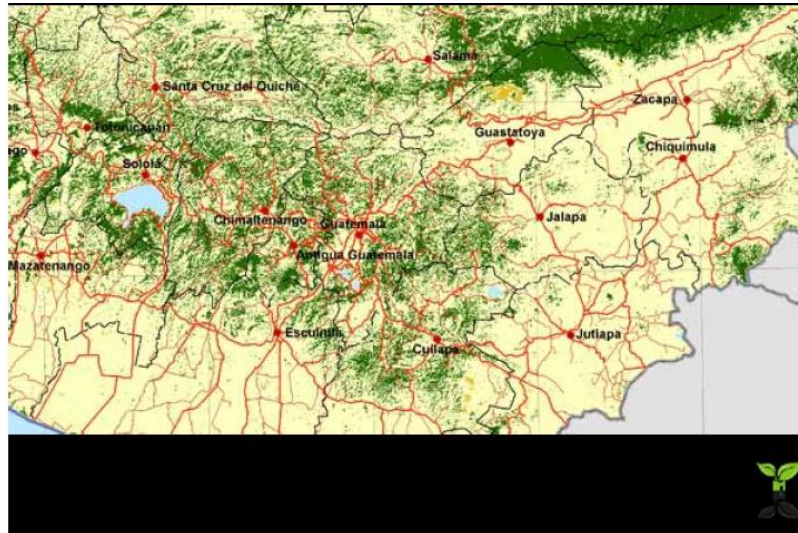 Salamá
Santa Cruz del Quiché
Zacapa
Totonicapán
Guastatoya
ago
Chiquimula
Sololá
Chimaltenango
Guatemala
Jalapa
Antigua Guatemala
Mazatenango
Escuintla
Cuilapa
Jutiapa